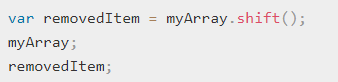 var removedItem = myArray.shift();
myArray;
removedItem;